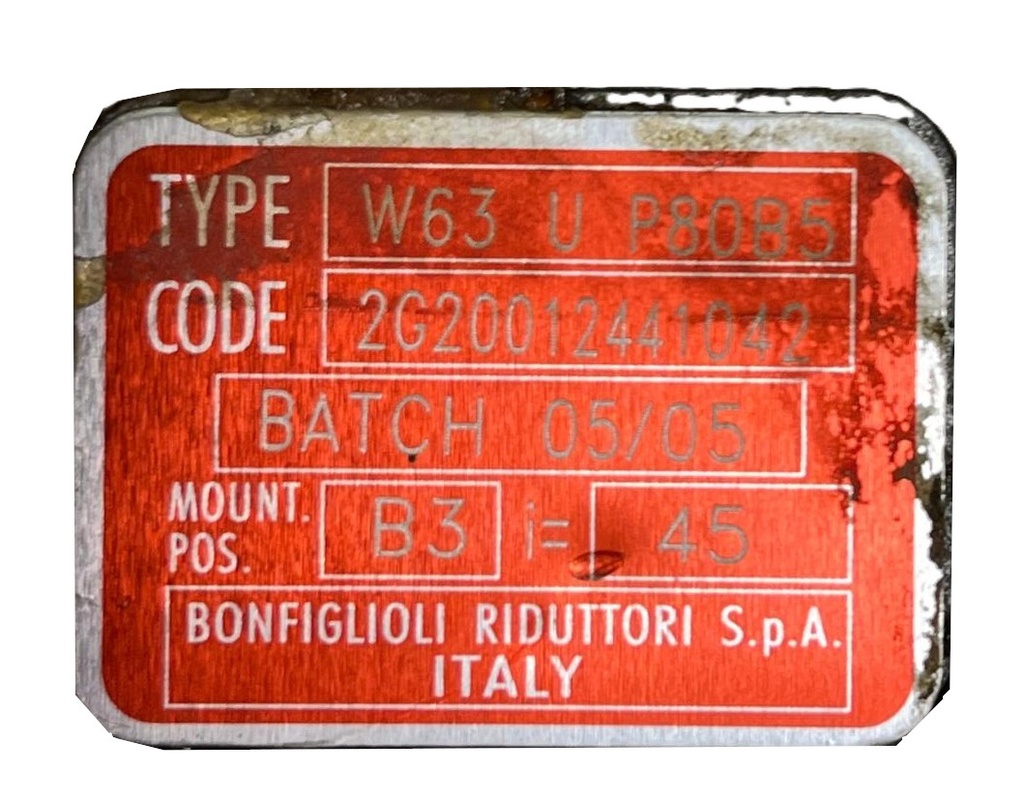 TYPE W63 U P80B5
CODE 2G20012441042
BATCH 05/05
MOUNT. POS. B3 i= 45
BONFIGLIOLI RIDUTTORI S.p.A.
ITALY